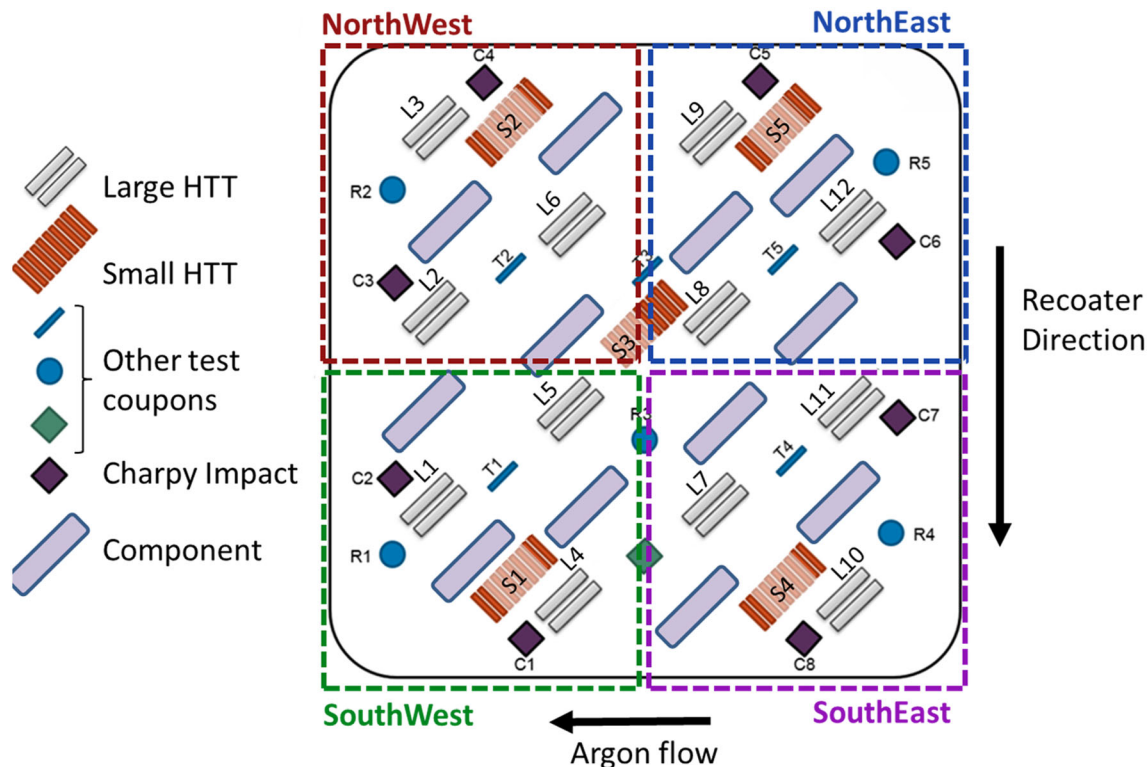 NorthWest
NorthEast
C4
C5
L3
S2
L9
S5
R2
L6
R5
L12
C6
C3
L2
T2
T3
T5
L8
S3
Large HTT
Small HTT
Other test
coupons
Charpy Impact
Component
Recoater
Direction
L5
R3
L11
C7
C2
L1
T1
L7
T4
R1
S1
L4
R4
S4
L10
C1
C8
SouthWest
SouthEast
Argon flow